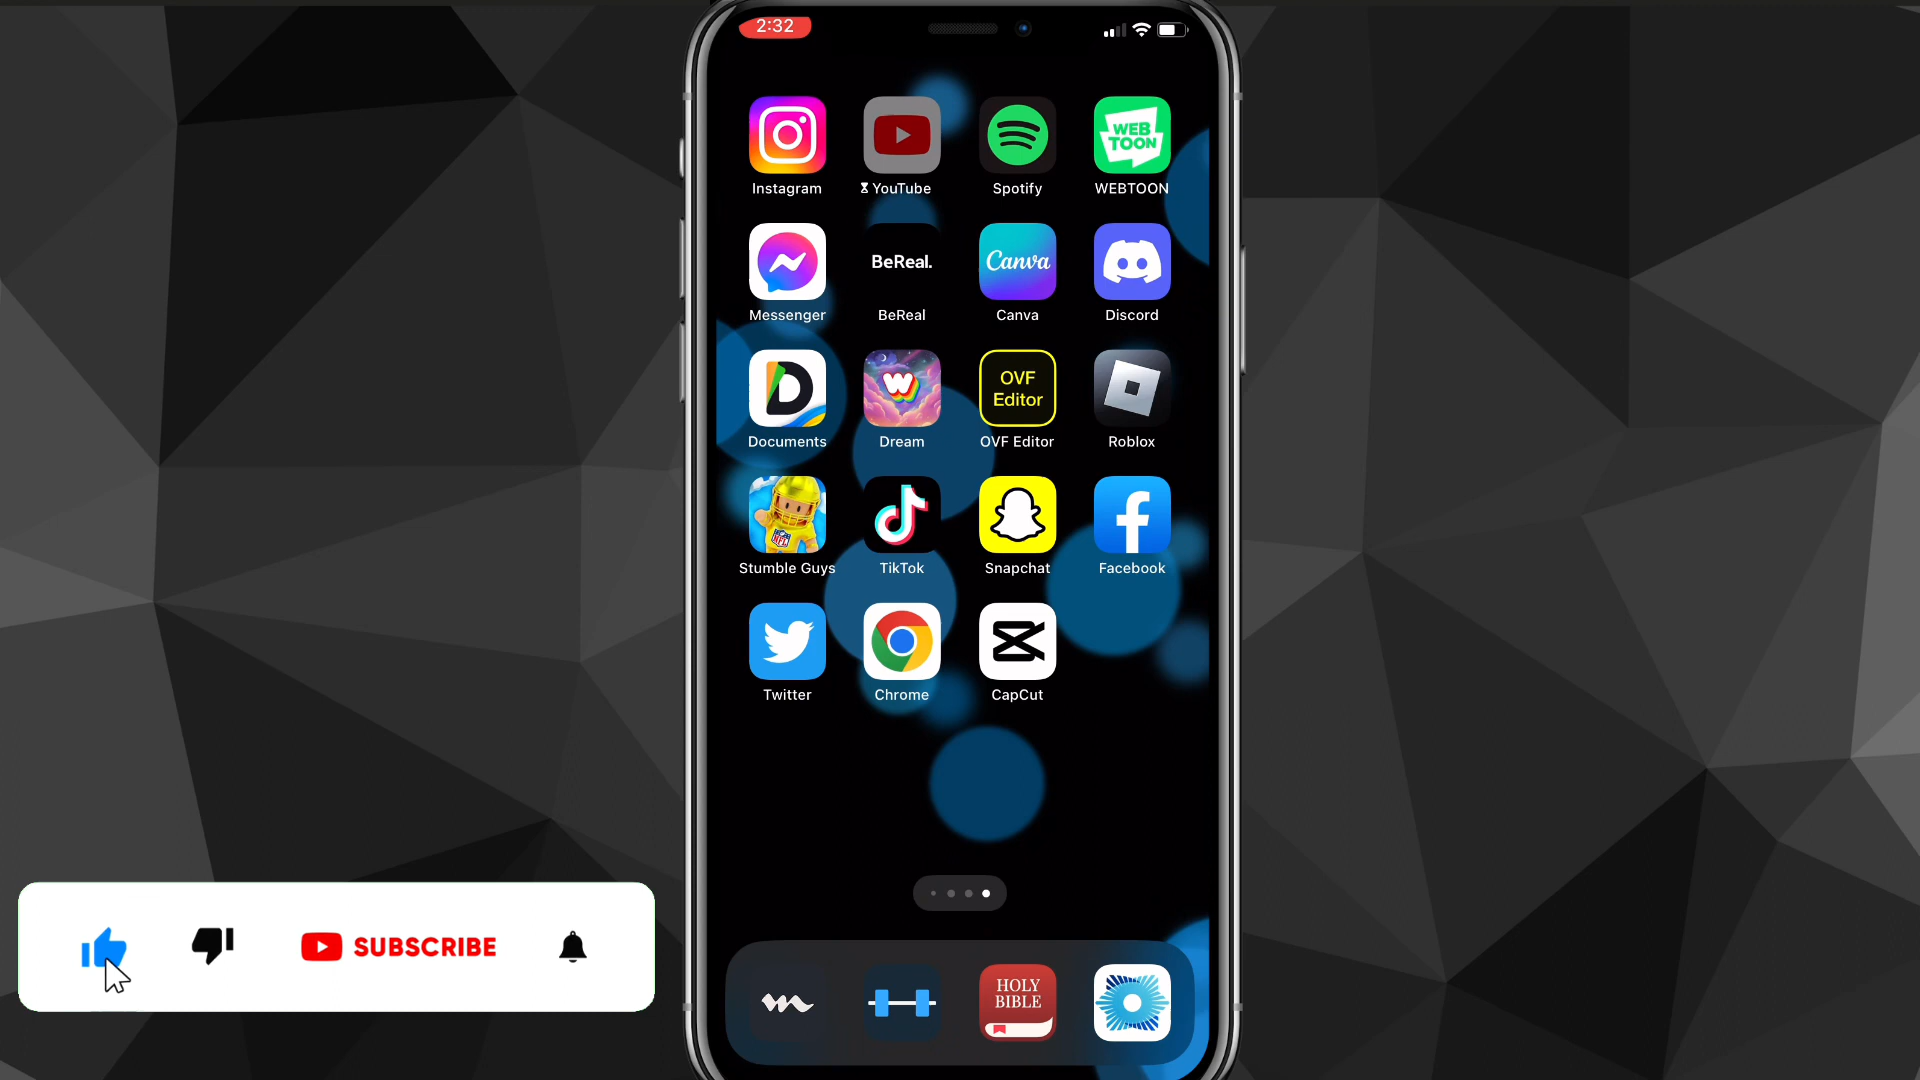 2:32
Instagram
YouTube
Spotify
WEB
TOON
WEBTOON
Messenger
BeReal.
BeReal
Canva
Canva
Discord
Documents
W
Dream
OVF
Editor
OVF Editor
Roblox
NFL
Stumble Guys
TikTok
Snapchat
Facebook
Twitter
Chrome
CapCut
SUBSCRIBE
HOLY
BIBLE